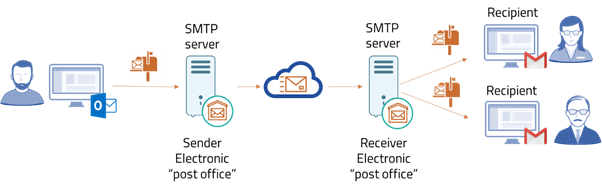 SMTP
server
Sender
Electronic
“post office”
SMTP
server
Receiver
Electronic
“post office”
Recipient
Recipient